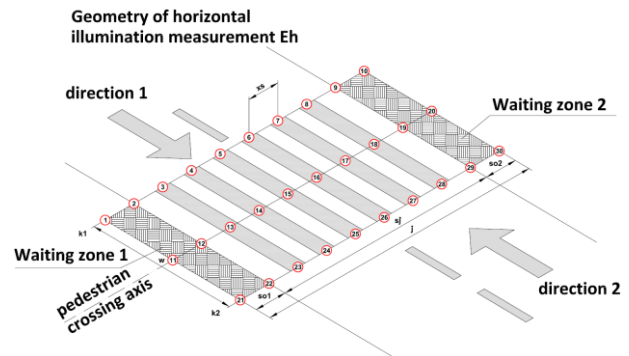 Geometry of horizontal
illumination measurement Eh
direction 1
xs
10
9
8
7
6
5
4
3
2
1
k1
20
19
18
17
16
15
14
13
12
11
w
Waiting zone 2
30
29
28
27
26
25
24
23
22
21
so2
sj
j
so1
k2
Waiting zone 1
pedestrian
crossing axis
direction 2